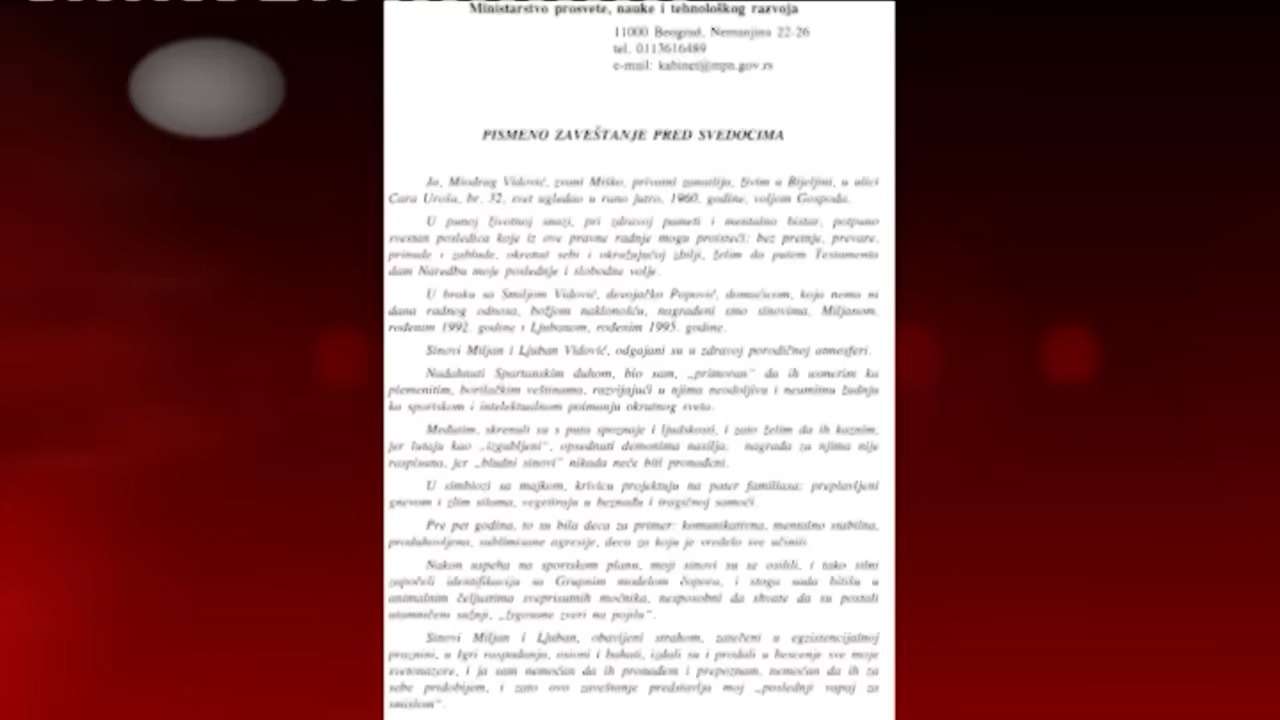 Ministarstvo prosvete, nauke i tehnološkog razvoja
11000 Beograd, Nemanjina 22-26
tel. 0113616489
e-mail: kabinet@mpn.gov.rs
PISMENO ZAVEŠTANJE PRED SVEDOCIMA
Ja, Miodrag Vidović, zvani Miško, privatni zanatlija, živim u Bijeljini, u ulici
Cara Uroša, br. 32, svet ugledao u rano jutro, 1960. godine, voljom Gospoda.
U punoj životnoj snazi, pri zdravoj pameti i mentalno bistar, potpuno
svestan posledica koje iz ove pravne radnje mogu proisteći; bez pretnje, prevare,
prinude i zablude, okrenut sebi i okružujućoj zbilji, želim da putem Testamenta
dam Naredbu moje poslednje i slobodne volje.
U braku sa Smiljom Vidović, devojačko Popović, domaćicom, koja nema ni
dana radnog odnosa, božjom naklonošću, nagrađeni smo sinovima, Miljanom,
rođenim 1992. godine i Ljubanom, rođenim 1995. godine.
Sinovi Miljan i Ljuban Vidović, odgajani su u zdravoj porodičnoj atmosferi.
Nadahnuti Spartanskim duhom, bio sam, „primoran" da ih usmerim ka
plemenitim, borilačkim veštinama, razvijajući u njima neodoljivu i neumitnu žudnju
ka sportskom i intelektualnom poimanju okrutnog sveta.
Međutim, skrenuli su s puta spoznaje i ljudskosti, i zato želim da ih kaznim,
jer lutaju kao „izgubljeni", opsednuti demonima nasilja, nagrada za njima nije
raspisana, jer „bludni sinovi" nikada neće biti pronađeni.
U simbiozi sa majkom, krivicu projektuju na pater familiasa; preplavljeni
gnevom i zlim silama, vegetiraju u beznađu i tragičnoj samoći.
Pre pet godina, to su bila deca za primer: komunikativna, mentalno stabilna,
produhovljena, sublimisane agresije, deca za koju je vredelo sve učiniti.
Nakon uspeha na sportskom planu, moji sinovi su se osilili, i tako silni
započeli identifikaciju sa Grupnim modelom čopora, i stoga sada bitišu u
animalnim čeljustima sveprisutnih moćnika, nesposobni da shvate da su postali
utamničeni sužnji, „žigosane zveri na pojilu".
Sinovi Miljan i Ljuban, obavijeni strahom, zatečeni u egzistencijalnoj
praznini, u Igri raspadanja, osioni i bahati, izdali su i prodali u bescenje sve moje
svetonazore, i ja sam nemoćan da ih pronađem i prepoznam, nemoćan da ih za
sebe pridobijem, i zato ovo zaveštanje predstavlja moj „poslednji vapaj za
smislom".